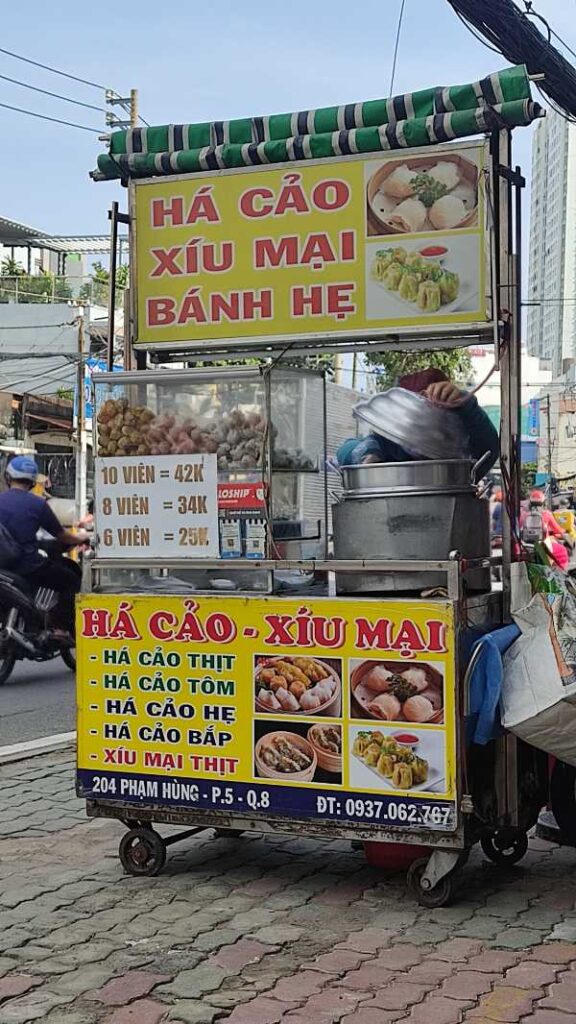 HÁ CẢO
XÍU MẠI
BÁNH HẸ
10 VIÊN = 42K
8 VIÊN = 34K
6 VIÊN = 25K
LOSHIP
HÁ CẢO - XÍU MẠI
- HÁ CẢO THỊT
- HÁ CẢO TÔM
- HÁ CẢO HẸ
- HÁ CẢO BẮP
- XÍU MẠI THỊT
204 PHẠM HÙNG - P.5 - Q.8
ĐT: 0937.062.767